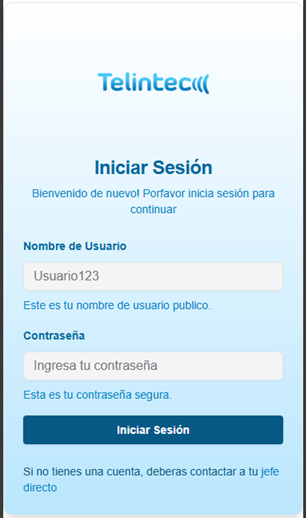 Telintec
Iniciar Sesión
Bienvenido de nuevo! Porfavor inicia sesión para
continuar
Nombre de Usuario
Usuario123
Este es tu nombre de usuario publico.
Contraseña
Ingresa tu contraseña
Esta es tu contraseña segura.
Iniciar Sesión
Si no tienes una cuenta, deberas contactar a tu jefe
directo